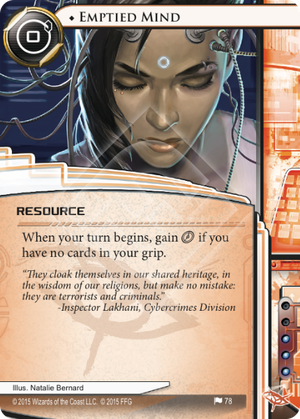 ♦ EMPTIED MIND
0
RESOURCE
When your turn begins, gain if you
have no cards in your grip.
“They cloak themselves in our shared heritage, in
the wisdom of our religions, but make no mistake:
they are terrorists and criminals.”
-Inspector Lakhani, Cybercrimes Division
Illus. Natalie Bernard
© 2015 Wizards of the Coast LLC. © 2015 FFG
78